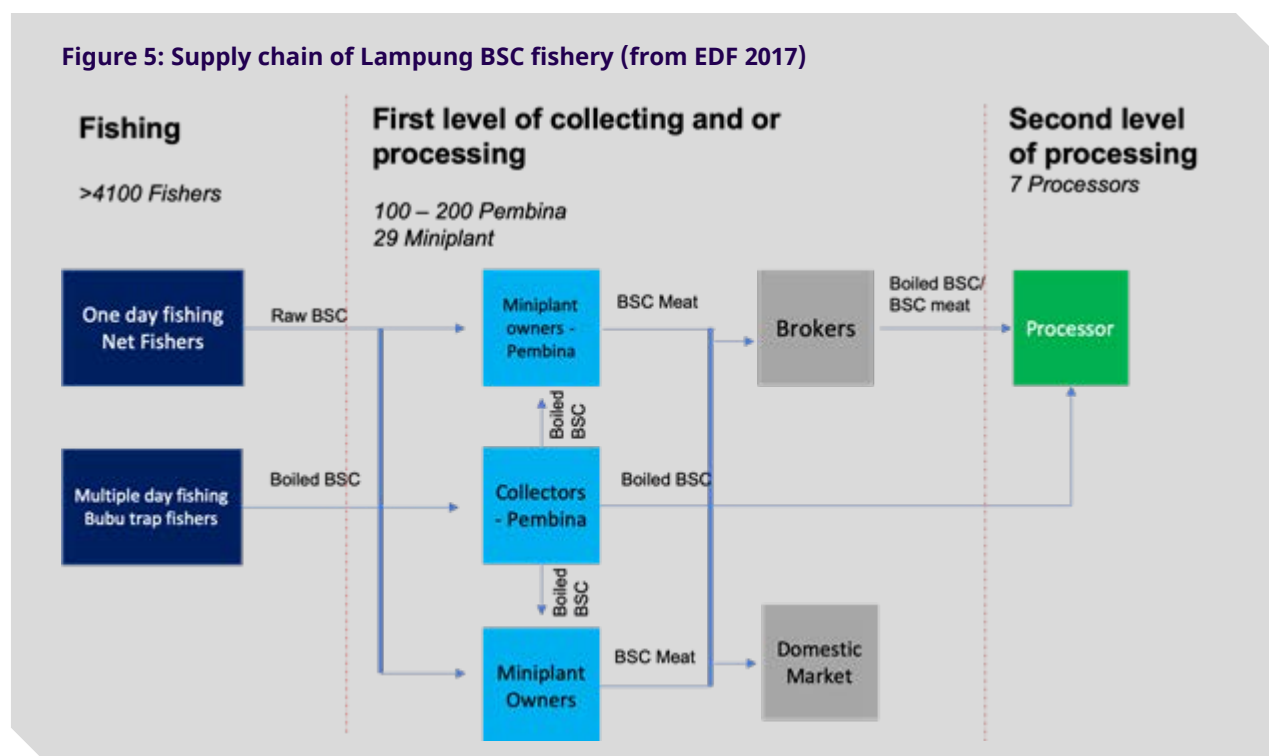 Figure 5: Supply chain of Lampung BSC fishery (from EDF 2017)
Fishing
>4100 Fishers
First level of collecting and or
processing
100 – 200 Pembina
29 Miniplant
Second level
of processing
7 Processors
One day fishing
Net Fishers
Raw BSC
Miniplant
owners -
Pembina
BSC Meat
Brokers
Boiled BSC/
BSC meat
Processor
Boiled
BSC
Multiple day fishing
Bubu trap fishers
Boiled BSC
Collectors
- Pembina
Boiled BSC
Boiled
BSC
Miniplant
Owners
BSC Meat
Domestic
Market